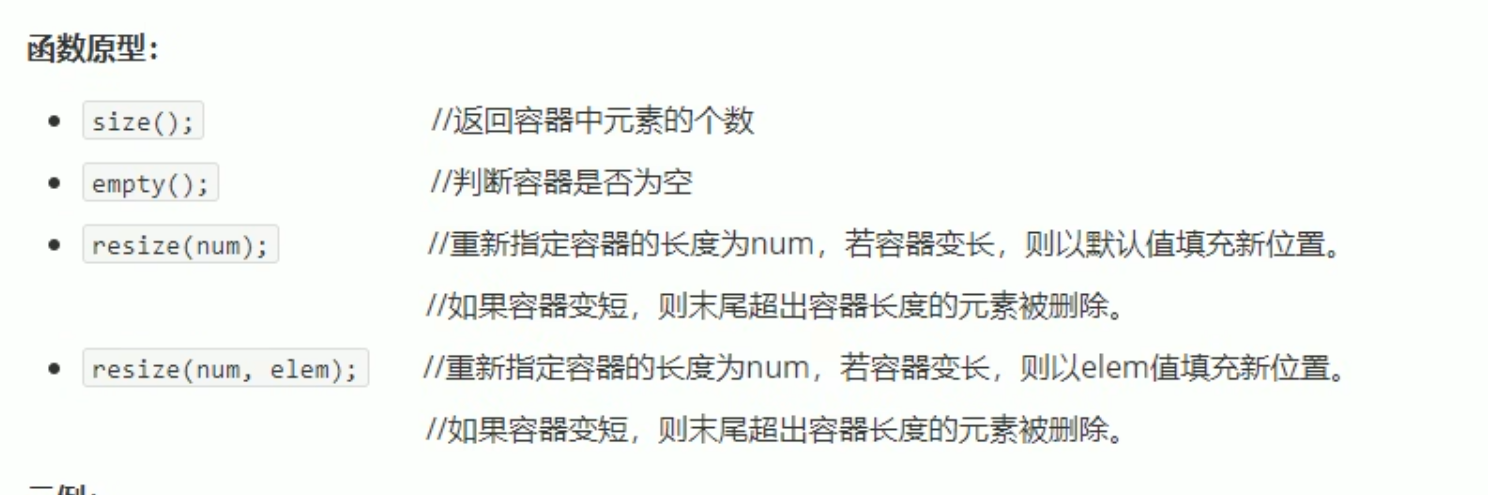 函数原型：
size(); //返回容器中元素的个数
empty(); //判断容器是否为空
resize(num); //重新指定容器的长度为num，若容器变长，则以默认值填充新位置。
//如果容器变短，则末尾超出容器长度的元素被删除。
resize(num, elem); //重新指定容器的长度为num，若容器变长，则以elem值填充新位置。
//如果容器变短，则末尾超出容器长度的元素被删除。